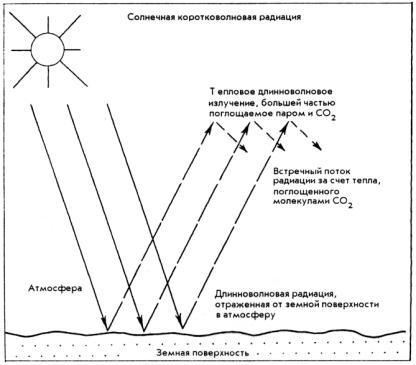 Солнечная коротковолновая радиация
Т епловое длинноволновое
излучение, большей частью
поглощаемое паром и CO₂
Встречный поток
радиации за счет тепла,
поглощенного
молекулами CO₂
Атмосфера
Длинноволновая радиация,
отраженная от земной поверхности
в атмосферу
Земная поверхность